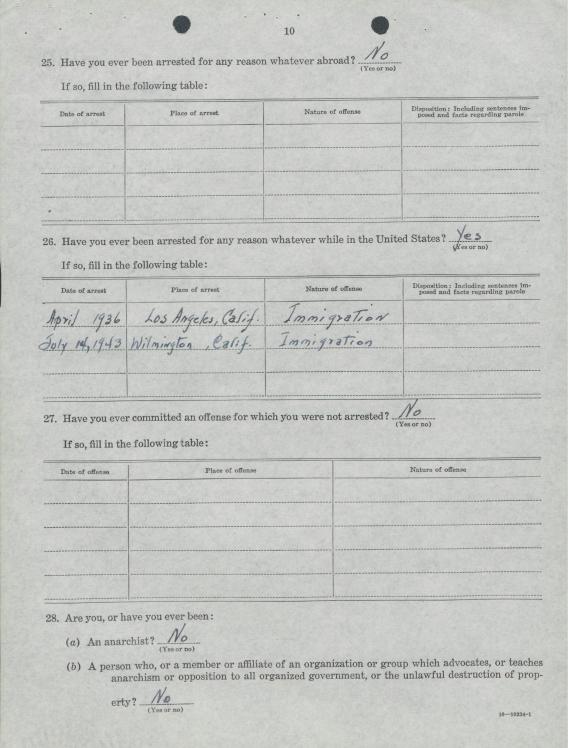 10
25. Have you ever been arrested for any reason whatever abroad? No
(Yes or no)
If so, fill in the following table:
Date of arrest Place of arrest Nature of offense Disposition: Including sentences im-
posed and facts regarding parole
26. Have you ever been arrested for any reason whatever while in the United States? Yes
(Yes or no)
If so, fill in the following table:
Date of arrest Place of arrest Nature of offense Disposition: Including sentences im-
posed and facts regarding parole
April 1936 Los Angeles, Calif. Immigration
July 1943 Wilmington, Calif. Immigration
27. Have you ever committed an offense for which you were not arrested? No
(Yes or no)
If so, fill in the following table:
Date of offense Place of offense Nature of offense
28. Are you, or have you ever been:
(a) An anarchist? No
(Yes or no)
(b) A person who, or a member or affiliate of an organization or group which advocates, or teaches
anarchism or opposition to all organized government, or the unlawful destruction of prop-
erty? No
(Yes or no)